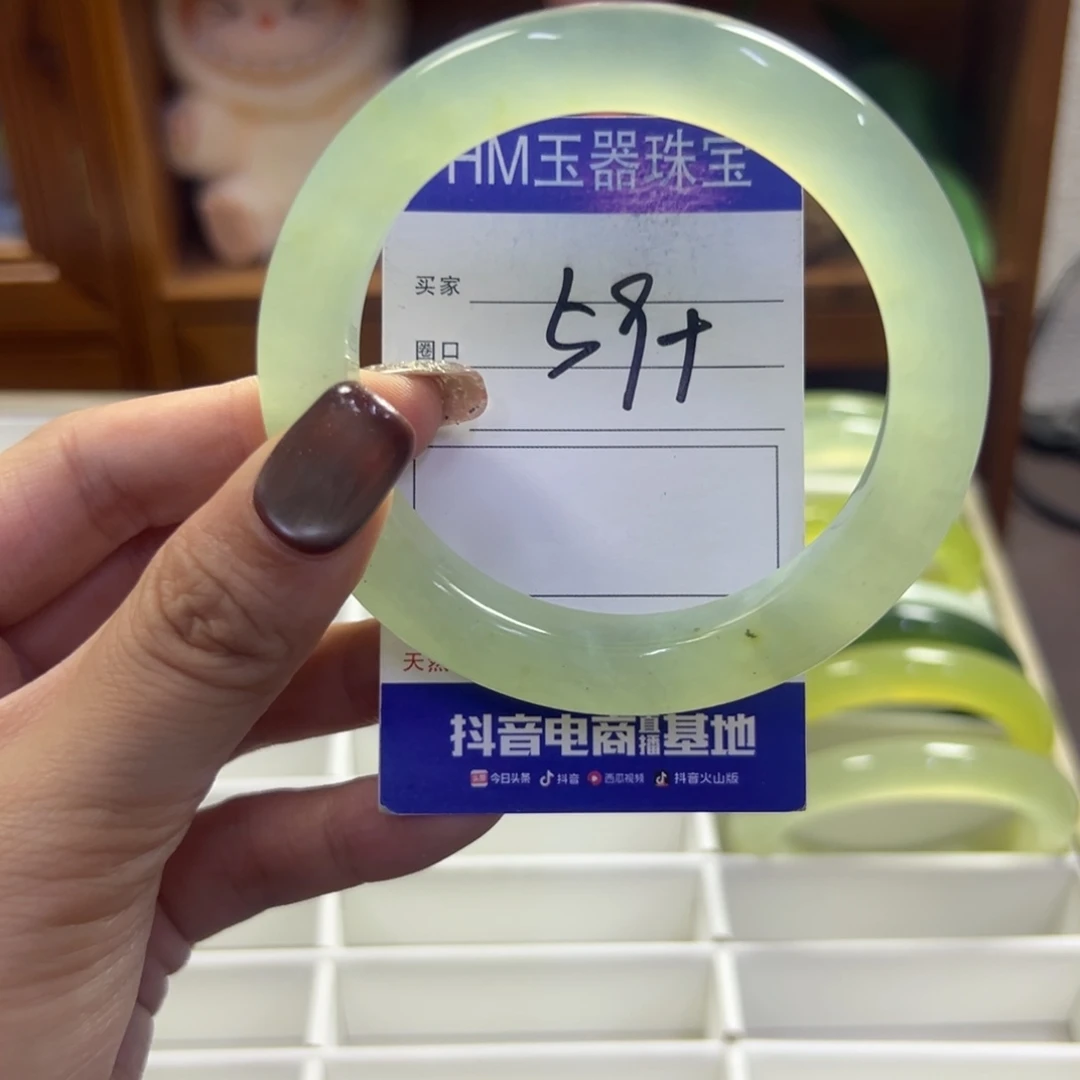 HM玉器珠宝
买家
圈口
59+
天然
抖音电商直播基地
今日头条 抖音 西瓜视频 抖音火山版